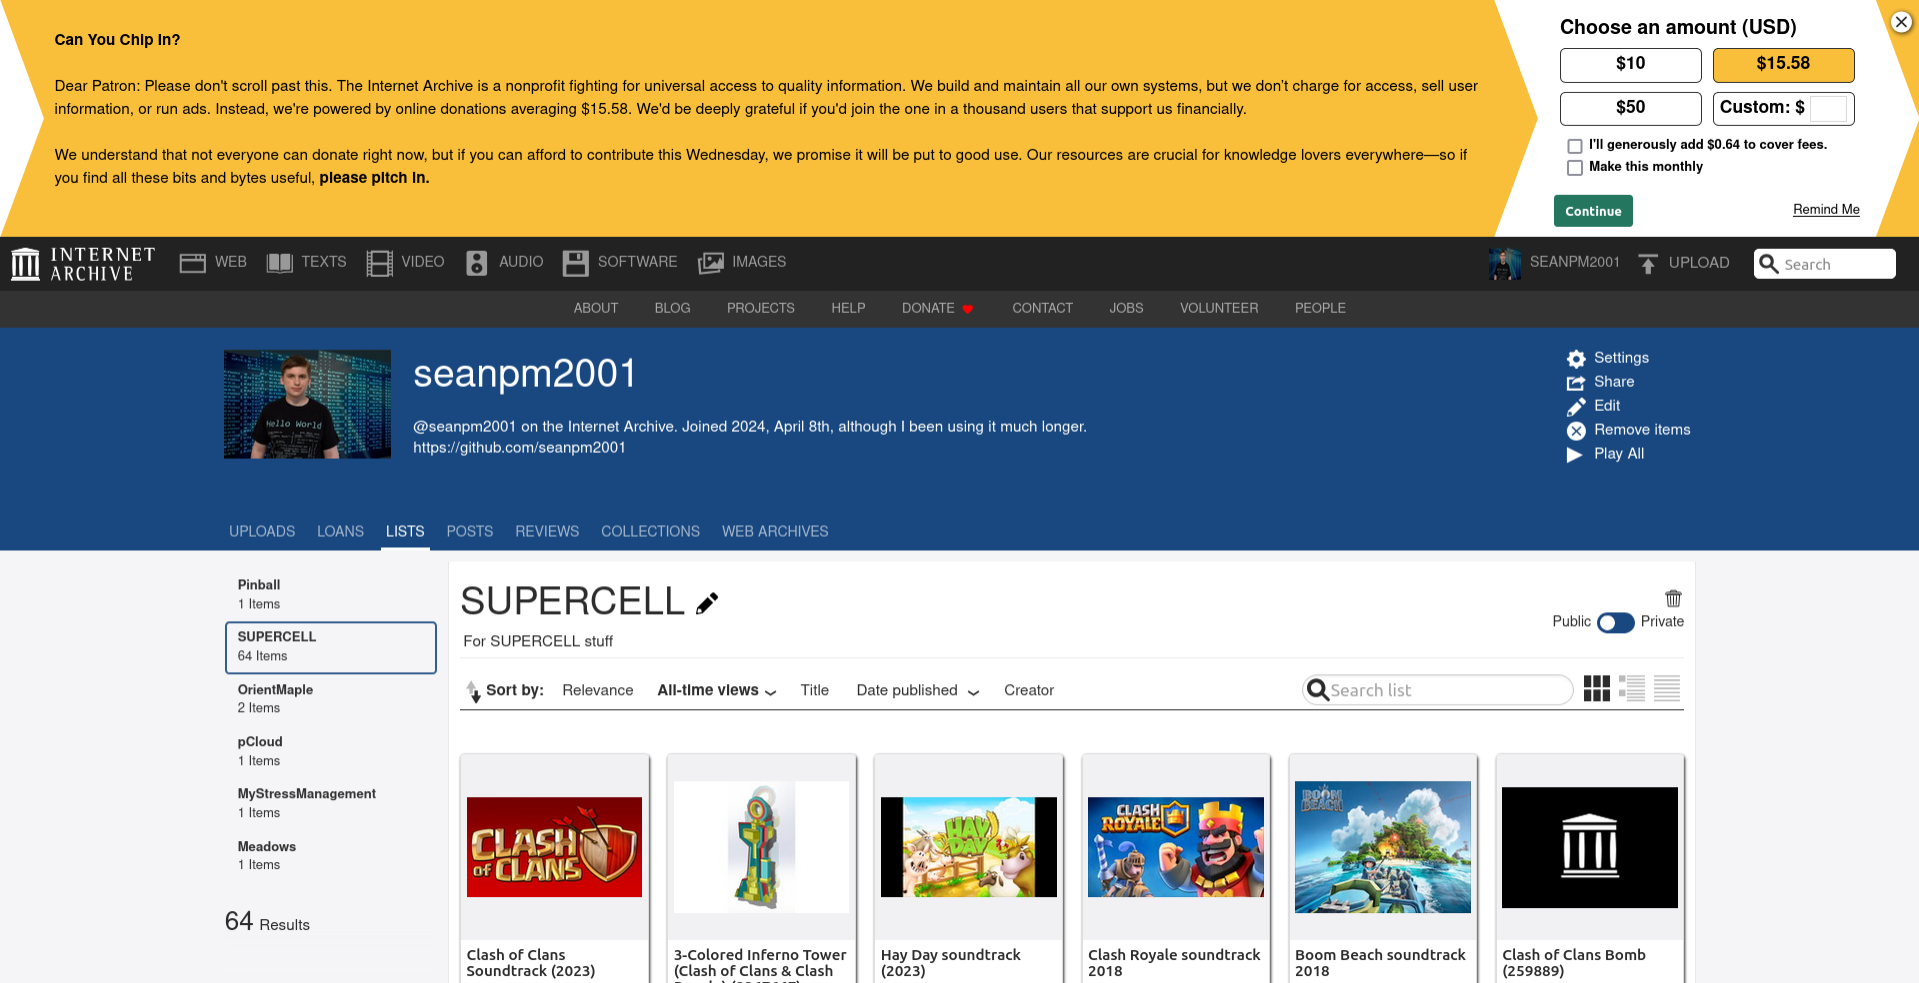 Can You Chip In?
Dear Patron: Please don't scroll past this. The Internet Archive is a nonprofit fighting for universal access to quality information. We build and maintain all our own systems, but we don’t charge for access, sell user
information, or run ads. Instead, we're powered by online donations averaging $15.58. We'd be deeply grateful if you'd join the one in a thousand users that support us financially.
We understand that not everyone can donate right now, but if you can afford to contribute this Wednesday, we promise it will be put to good use. Our resources are crucial for knowledge lovers everywhere—so if
you find all these bits and bytes useful, please pitch in.
Choose an amount (USD)
$10
$15.58
$50
Custom: $
I'll generously add $0.64 to cover fees.
Make this monthly
Continue
Remind Me
INTERNET
ARCHIVE
WEB
TEXTS
VIDEO
AUDIO
SOFTWARE
IMAGES
SEANPM2001
UPLOAD
Search
ABOUT
BLOG
PROJECTS
HELP
DONATE
CONTACT
JOBS
VOLUNTEER
PEOPLE
Hello World
seanpm2001
@seanpm2001 on the Internet Archive. Joined 2024, April 8th, although I been using it much longer.
https://github.com/seanpm2001
Settings
Share
Edit
Remove items
Play All
UPLOADS
LOANS
LISTS
POSTS
REVIEWS
COLLECTIONS
WEB ARCHIVES
Pinball
1 Items
SUPERCELL
64 Items
OrientMaple
2 Items
pCloud
1 Items
MyStressManagement
1 Items
Meadows
1 Items
64 Results
SUPERCELL
For SUPERCELL stuff
Public
Private
Sort by:
Relevance
All-time views
Title
Date published
Creator
Search list
CLASH
OF CLANS
HAY
DAY
CLASH
ROYALE
BOOM
BEACH
Clash of Clans
Soundtrack (2023)
3-Colored Inferno Tower
(Clash of Clans & Clash
Hay Day soundtrack
(2023)
Clash Royale soundtrack
2018
Boom Beach soundtrack
2018
Clash of Clans Bomb
(259889)